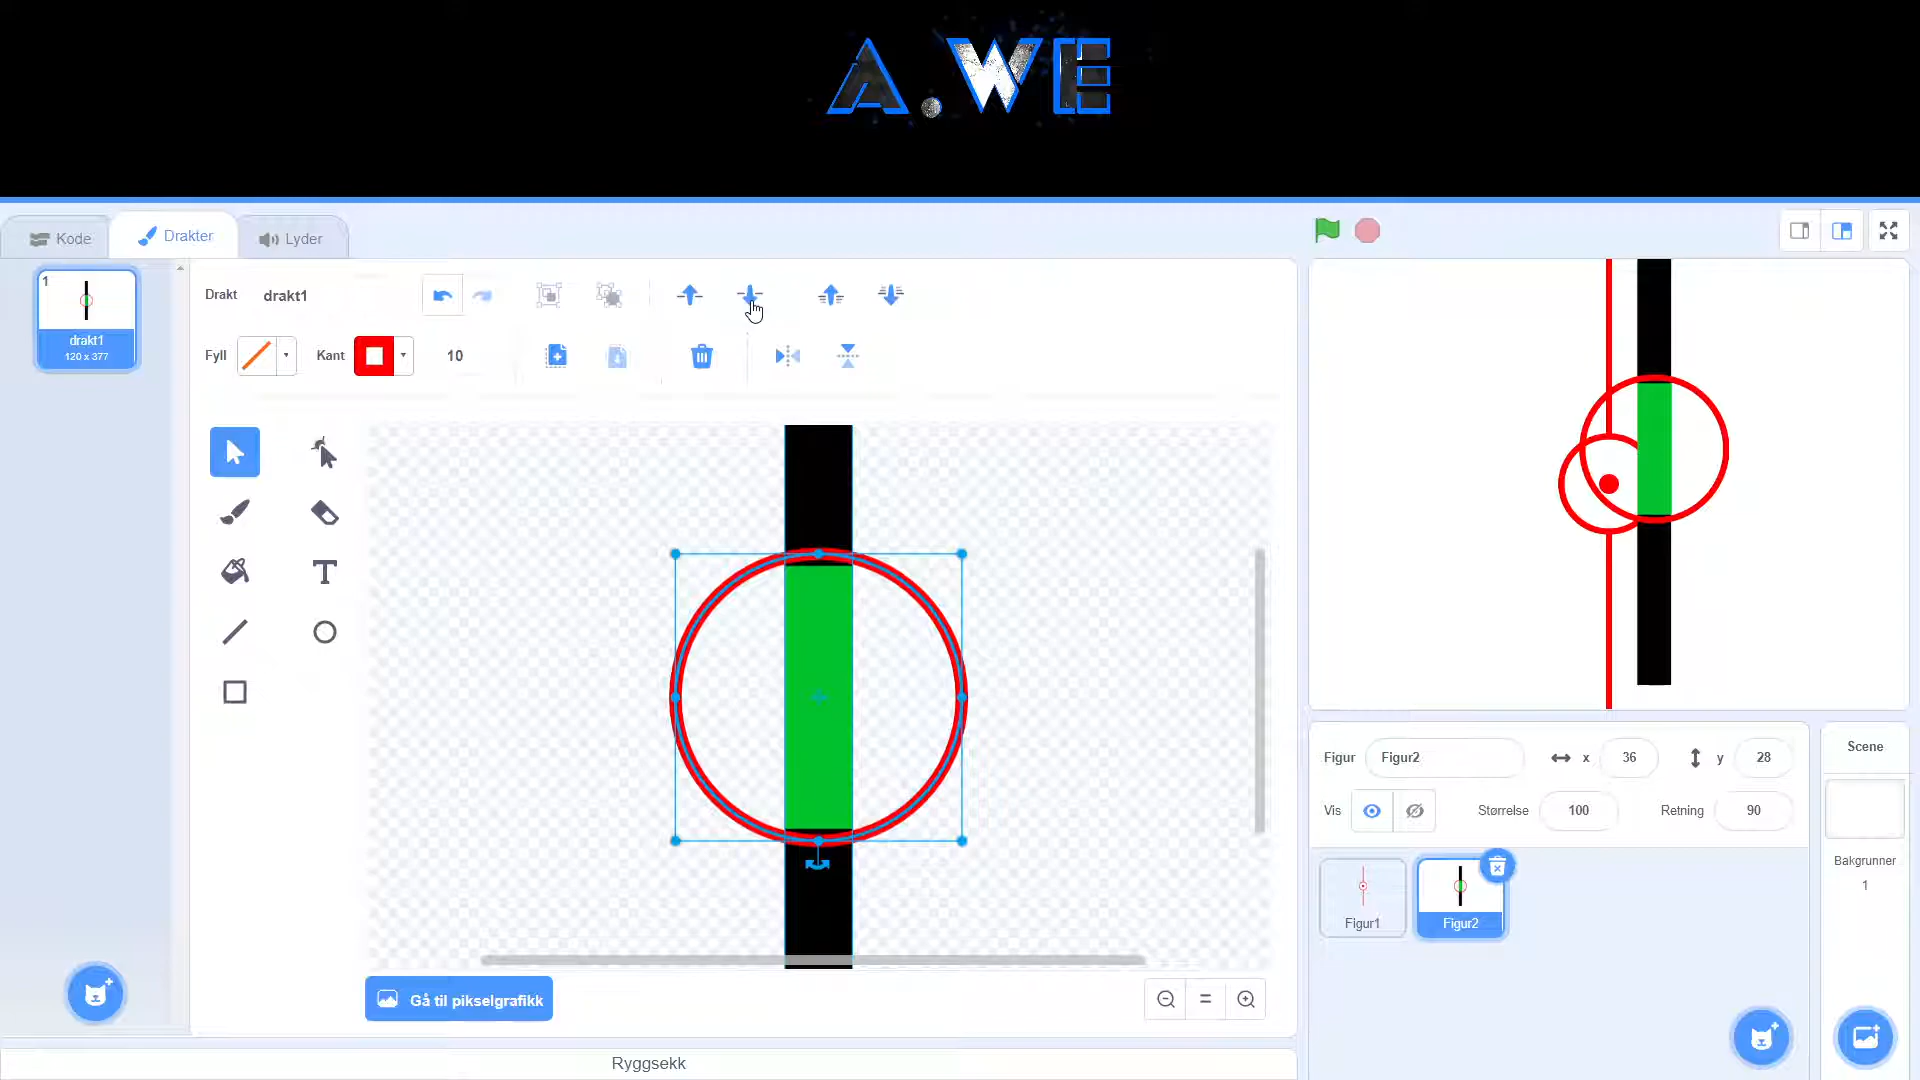 A.WE
Kode
Drakter
Lyder
1
drakt1
120 x 377
Drakt
drakt1
Fyll
Kant
10
T
Gå til pikselgrafikk
Ryggsekk
Figur
Figur2
x
36
y
28
Vis
Størrelse
100
Retning
90
Figur1
Figur2
Scene
Bakgrunner
1